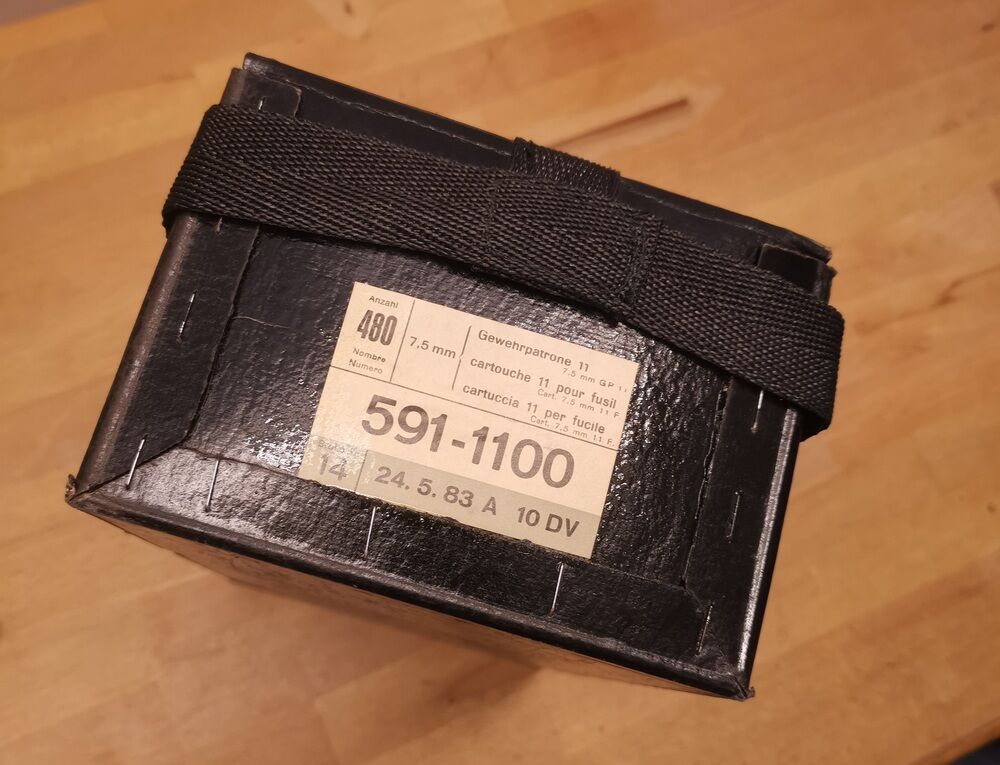 Anzahl
480
Nombre
Numero
7,5 mm
Gewehrpatrone 11
7,5 mm GP 11
cartouche 11 pour fusil
Cart. 7,5 mm 11 F
cartuccia 11 per fucile
Cart. 7,5 mm 11 F.
591-1100
14
24. 5. 83 A
10 DV